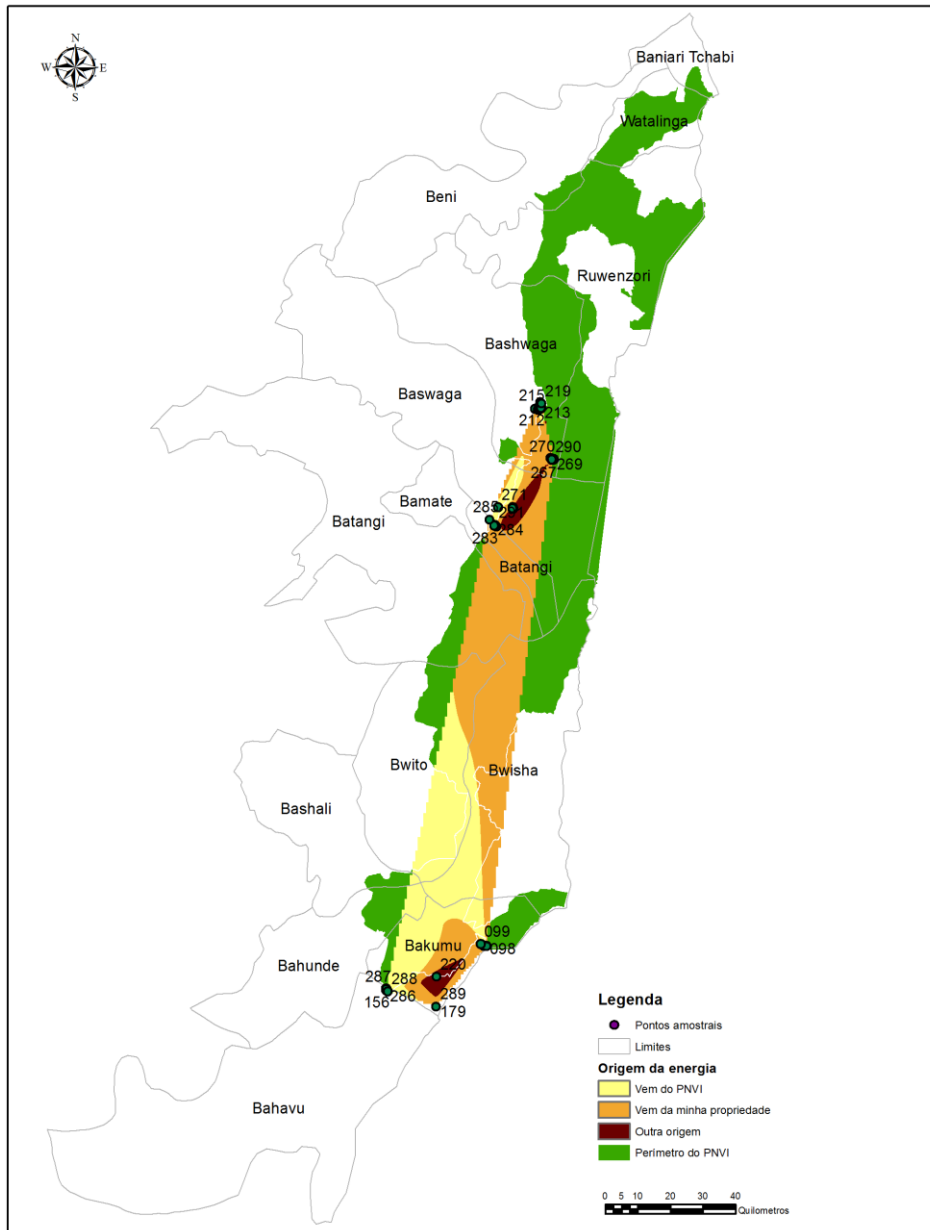 N
W E
S
Baniari Tchabi
Watalinga
Beni
Ruwenzori
Bashwaga
Baswaga
215 219
212 213
270 290
267 269
Bamate
285 271
283 284
Batangi
Batangi
Bwito
Bwisha
Bashali
099
Bakumu 098
220
Bahunde
287 288
156 286
289
179
Bahavu
Legenda
Pontos amostrais
Limites
Origem da energia
Vem do PNVI
Vem da minha propriedade
Outra origem
Perímetro do PNVI
0 5 10 20 30 40
Quilometros